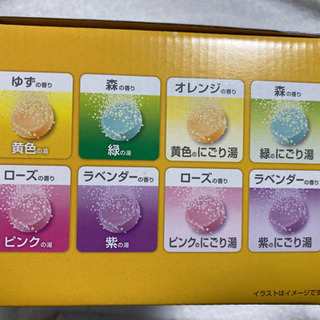 ゆずの香り
黄色の湯
森の香り
緑の湯
オレンジの香り
黄色のにごり湯
森の香り
緑のにごり湯
ローズの香り
ピンクの湯
ラベンダーの香り
紫の湯
ローズの香り
ピンクのにごり湯
ラベンダーの香り
紫のにごり湯
イラストはイメージです